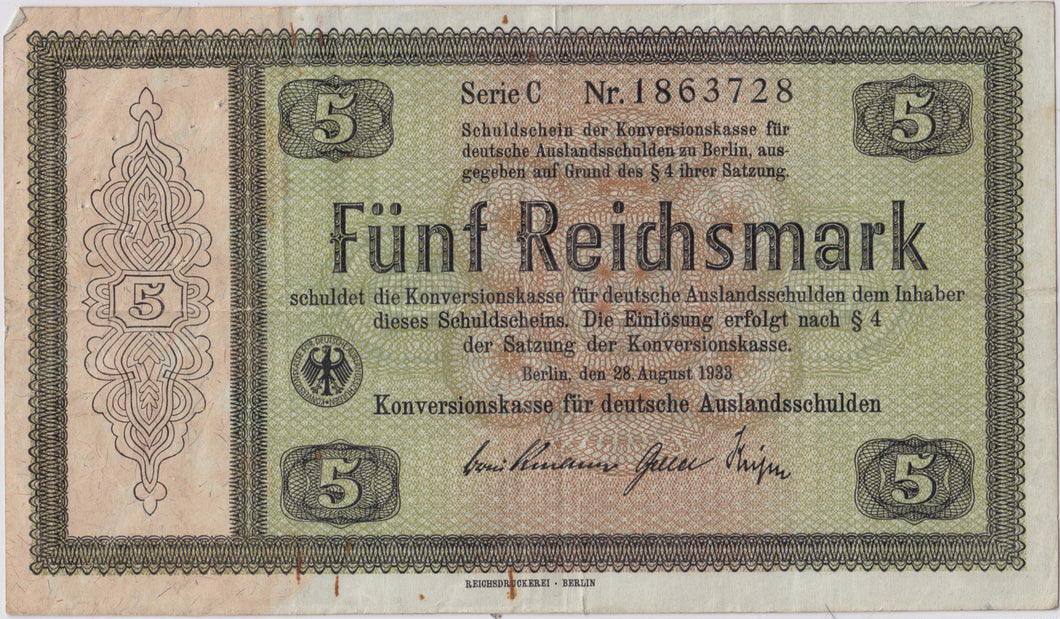 Serie C Nr. 1863728
5 5
Schuldschein der Konversionskasse für
deutsche Auslandsschulden zu Berlin, aus-
gegeben auf Grund des § 4 ihrer Satzung.
Fünf Reichsmark
schuldet die Konversionskasse für deutsche Auslandsschulden dem Inhaber
dieses Schuldscheins. Die Einlösung erfolgt nach § 4
der Satzung der Konversionskasse.
5
Berlin, den 28. August 1933
Konversionskasse für deutsche Auslandsschulden
5 5
REICHSDRUCKEREI · BERLIN